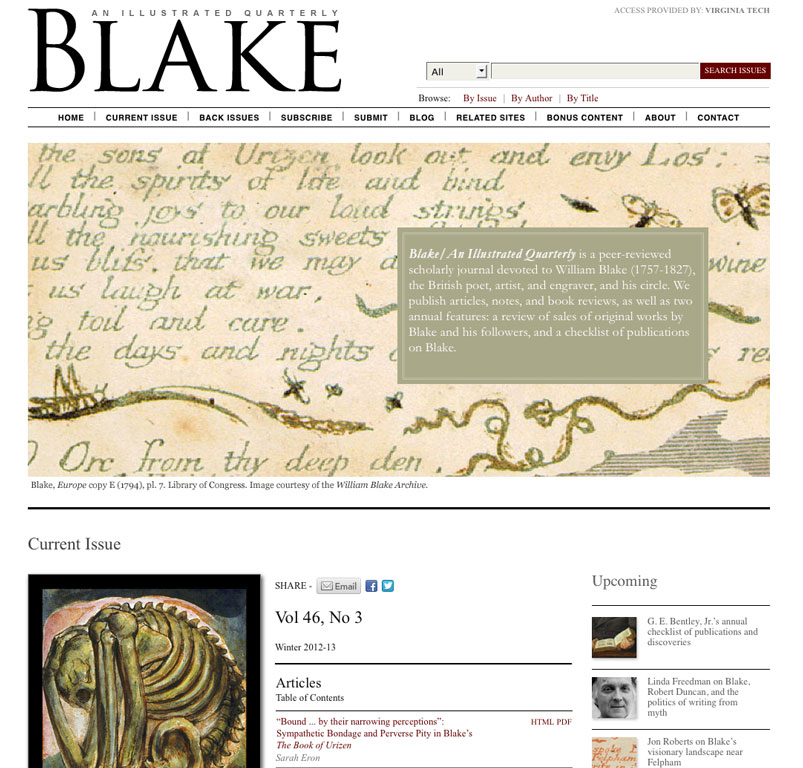 AN ILLUSTRATED QUARTERLY
BLAKE
ACCESS PROVIDED BY: VIRGINIA TECH
All
SEARCH ISSUES
Browse: By Issue | By Author | By Title
HOME | CURRENT ISSUE | BACK ISSUES | SUBSCRIBE | SUBMIT | BLOG | RELATED SITES | BONUS CONTENT | ABOUT | CONTACT
the sons of Urizen look out and envy Los:
ll the spirits of life and bind
arbling joys to our loud strings
ll the nourishing sweets
us bliss, that we may d wine
us laugh at war,
g toil and care.
the days and nights
Orc from thy deep den.
Blake/An Illustrated Quarterly is a peer-reviewed
scholarly journal devoted to William Blake (1757-1827),
the British poet, artist, and engraver, and his circle. We
publish articles, notes, and book reviews, as well as two
annual features: a review of sales of original works by
Blake and his followers, and a checklist of publications
on Blake.
Blake, Europe copy E (1794), pl. 7. Library of Congress. Image courtesy of the William Blake Archive.
Current Issue
SHARE - Email
Vol 46, No 3
Winter 2012-13
Articles
Table of Contents
“Bound ... by their narrowing perceptions”: HTML PDF
Sympathetic Bondage and Perverse Pity in Blake’s
The Book of Urizen
Sarah Eron
Upcoming
G. E. Bentley, Jr.’s annual
checklist of publications and
discoveries
Linda Freedman on Blake,
Robert Duncan, and the
politics of writing from
myth
Jon Roberts on Blake’s
visionary landscape near
Felpham